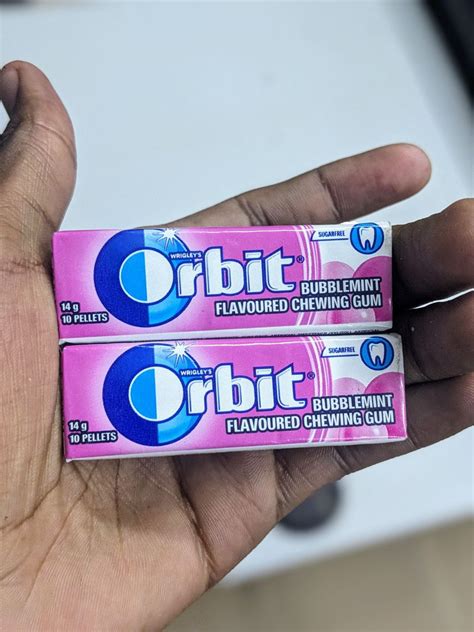 SUGARFREE
WRIGLEY'S
Orbit®
BUBBLEMINT
FLAVOURED CHEWING GUM
14 g
10 PELLETS
SUGARFREE
WRIGLEY'S
Orbit®
BUBBLEMINT
FLAVOURED CHEWING GUM
14 g
10 PELLETS